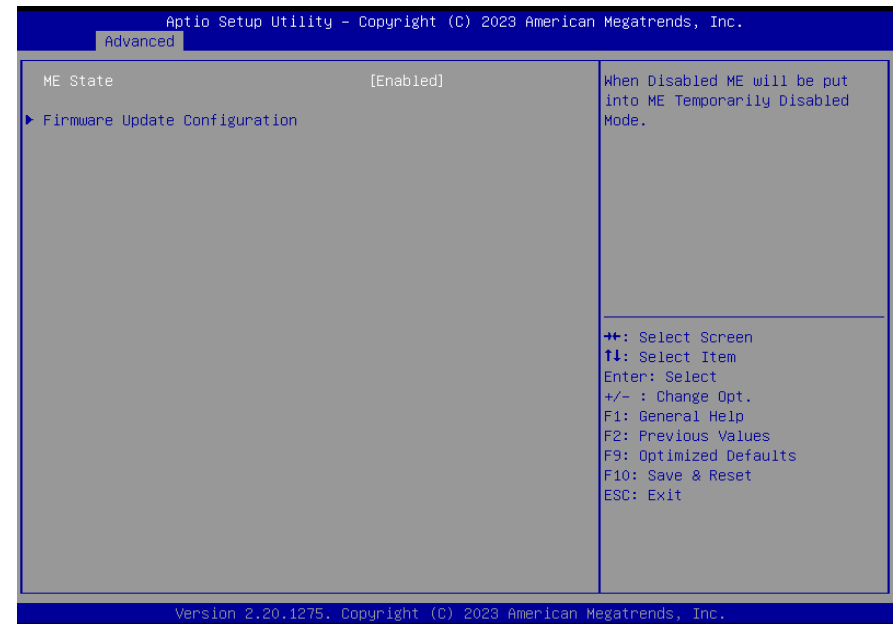 Aptio Setup Utility – Copyright (C) 2023 American Megatrends, Inc.
Advanced
ME State [Enabled]
Firmware Update Configuration
When Disabled ME will be put
into ME Temporarily Disabled
Mode.
→←: Select Screen
↑↓: Select Item
Enter: Select
+/- : Change Opt.
F1: General Help
F2: Previous Values
F9: Optimized Defaults
F10: Save & Reset
ESC: Exit
Version 2.20.1275. Copyright (C) 2023 American Megatrends, Inc.